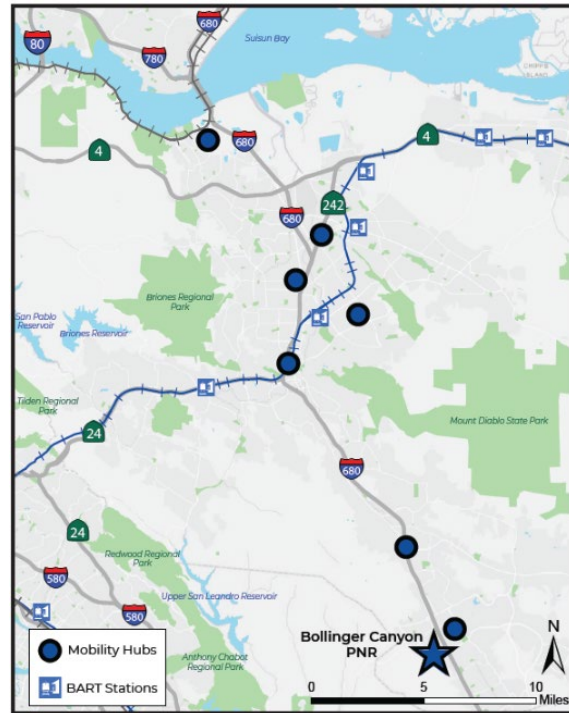 680
Suisun Bay
80
780
4
680
4
242
680
Briones Regional
Park
San Pablo
Reservoir
Briones Reservoir
Tilden Regional
Park
24
Mount Diablo State Park
680
24
Redwood Regional
Park
580
Upper San Leandro Reservoir
580
Anthony Chabot
Regional Park
Bollinger Canyon
PNR
N
Mobility Hubs
BART Stations
0 5 10
Miles